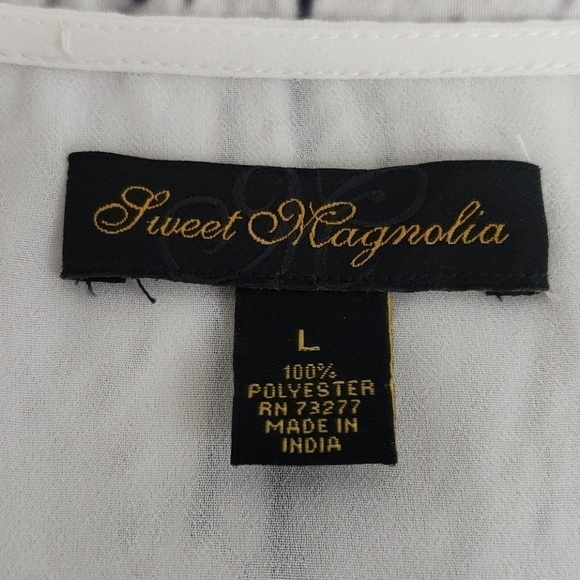 Sweet Magnolia
L
100%
POLYESTER
RN 73277
MADE IN
INDIA